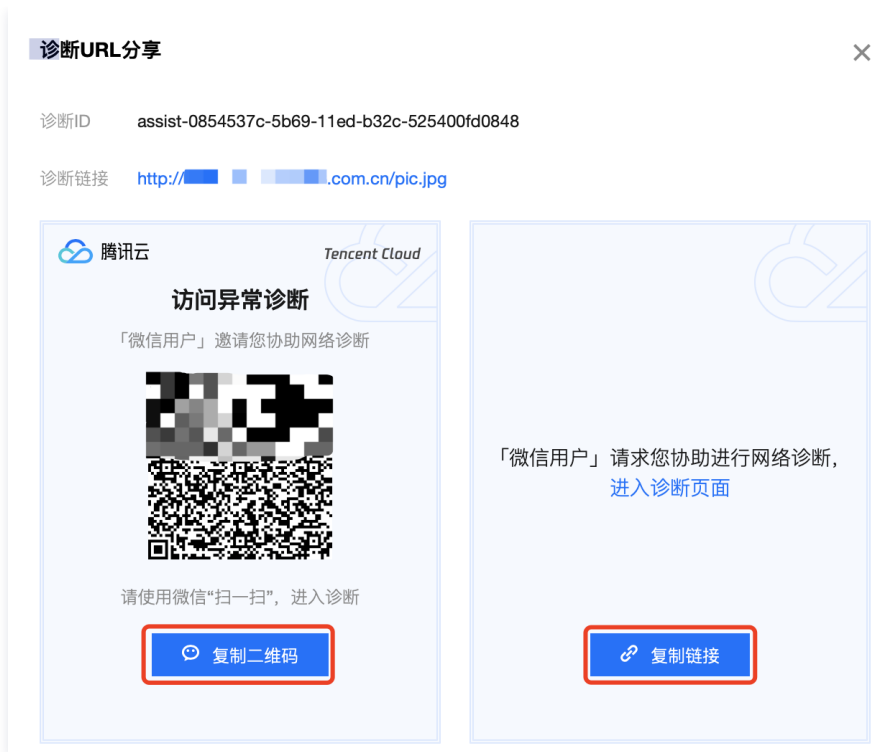 诊断URL分享
诊断ID assist-0854537c-5b69-11ed-b32c-525400fd0848
诊断链接 http:// .com.cn/pic.jpg
腾讯云 Tencent Cloud
访问异常诊断
「微信用户」邀请您协助网络诊断
请使用微信“扫一扫”，进入诊断
复制二维码
「微信用户」请求您协助进行网络诊断,
进入诊断页面
复制链接